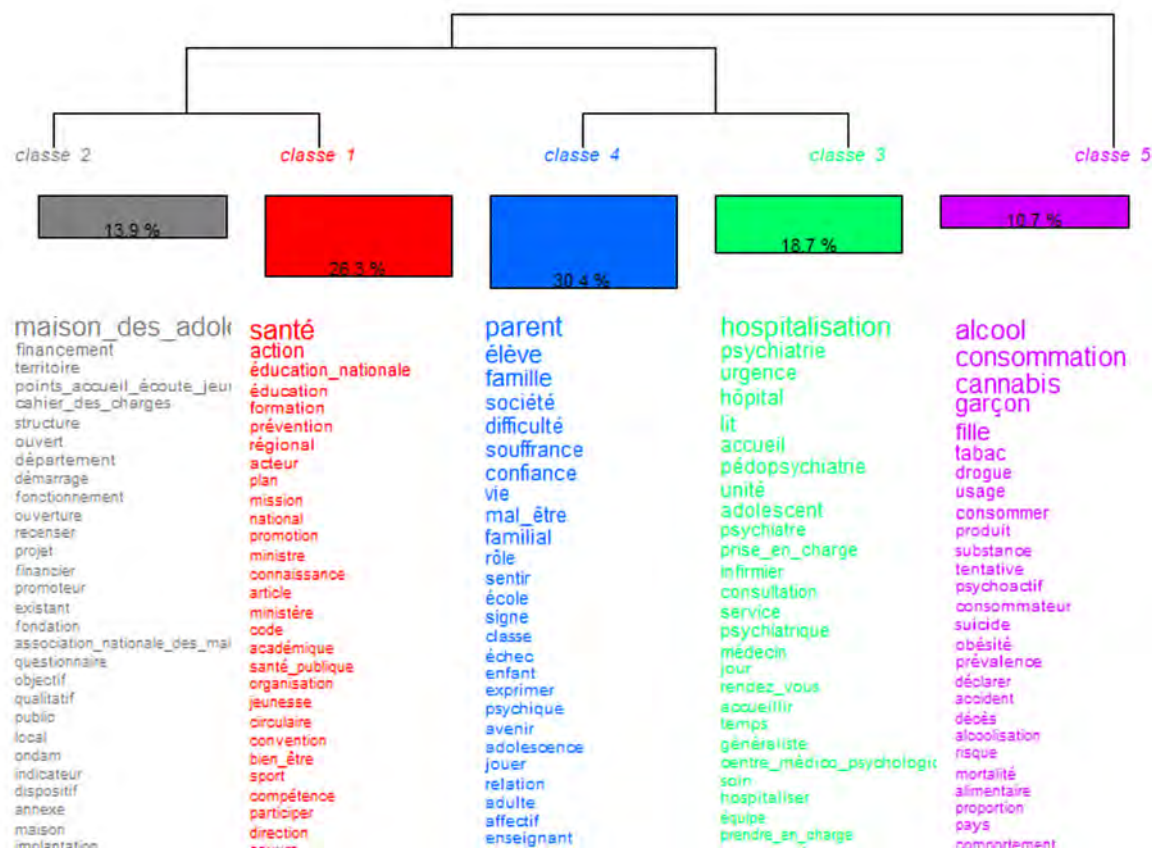 classe 2
classe 1
classe 4
classe 3
classe 5
13.9 %
26.3 %
30.4 %
18.7 %
10.7 %
maison_des_adole
financement
territoire
points_accueil_écoute_jeu
cahier_des_charges
structure
ouvert
département
démarrage
fonctionnement
ouverture
recenser
projet
financier
promoteur
existant
fondation
association_nationale_des_mai
questionnaire
objectif
qualitatif
public
local
ondam
indicateur
dispositif
annexe
maison
implantation
santé
action
éducation_nationale
éducation
formation
prévention
régional
acteur
plan
mission
national
promotion
ministre
connaissance
article
ministère
code
académique
santé_publique
organisation
jeunesse
circulaire
convention
bien_être
sport
compétence
participer
direction
parent
élève
famille
société
difficulté
souffrance
confiance
vie
mal_être
familial
rôle
sentir
école
signe
classe
échec
enfant
exprimer
psychique
avenir
adolescence
jouer
relation
adulte
affectif
enseignant
hospitalisation
psychiatrie
urgence
hôpital
lit
accueil
pédopsychiatrie
unité
adolescent
psychiatre
prise_en_charge
infirmier
consultation
service
psychiatrique
médecin
jour
rendez_vous
accueillir
temps
généraliste
centre_médico_psychologic
soin
hospitaliser
équipe
prendre_en_charge
alcool
consommation
cannabis
garçon
fille
tabac
drogue
usage
consommer
produit
substance
tentative
psychoactif
consommateur
suicide
obésité
prévalence
déclarer
accident
décès
alcoolisation
risque
mortalité
alimentaire
proportion
pays
comportement